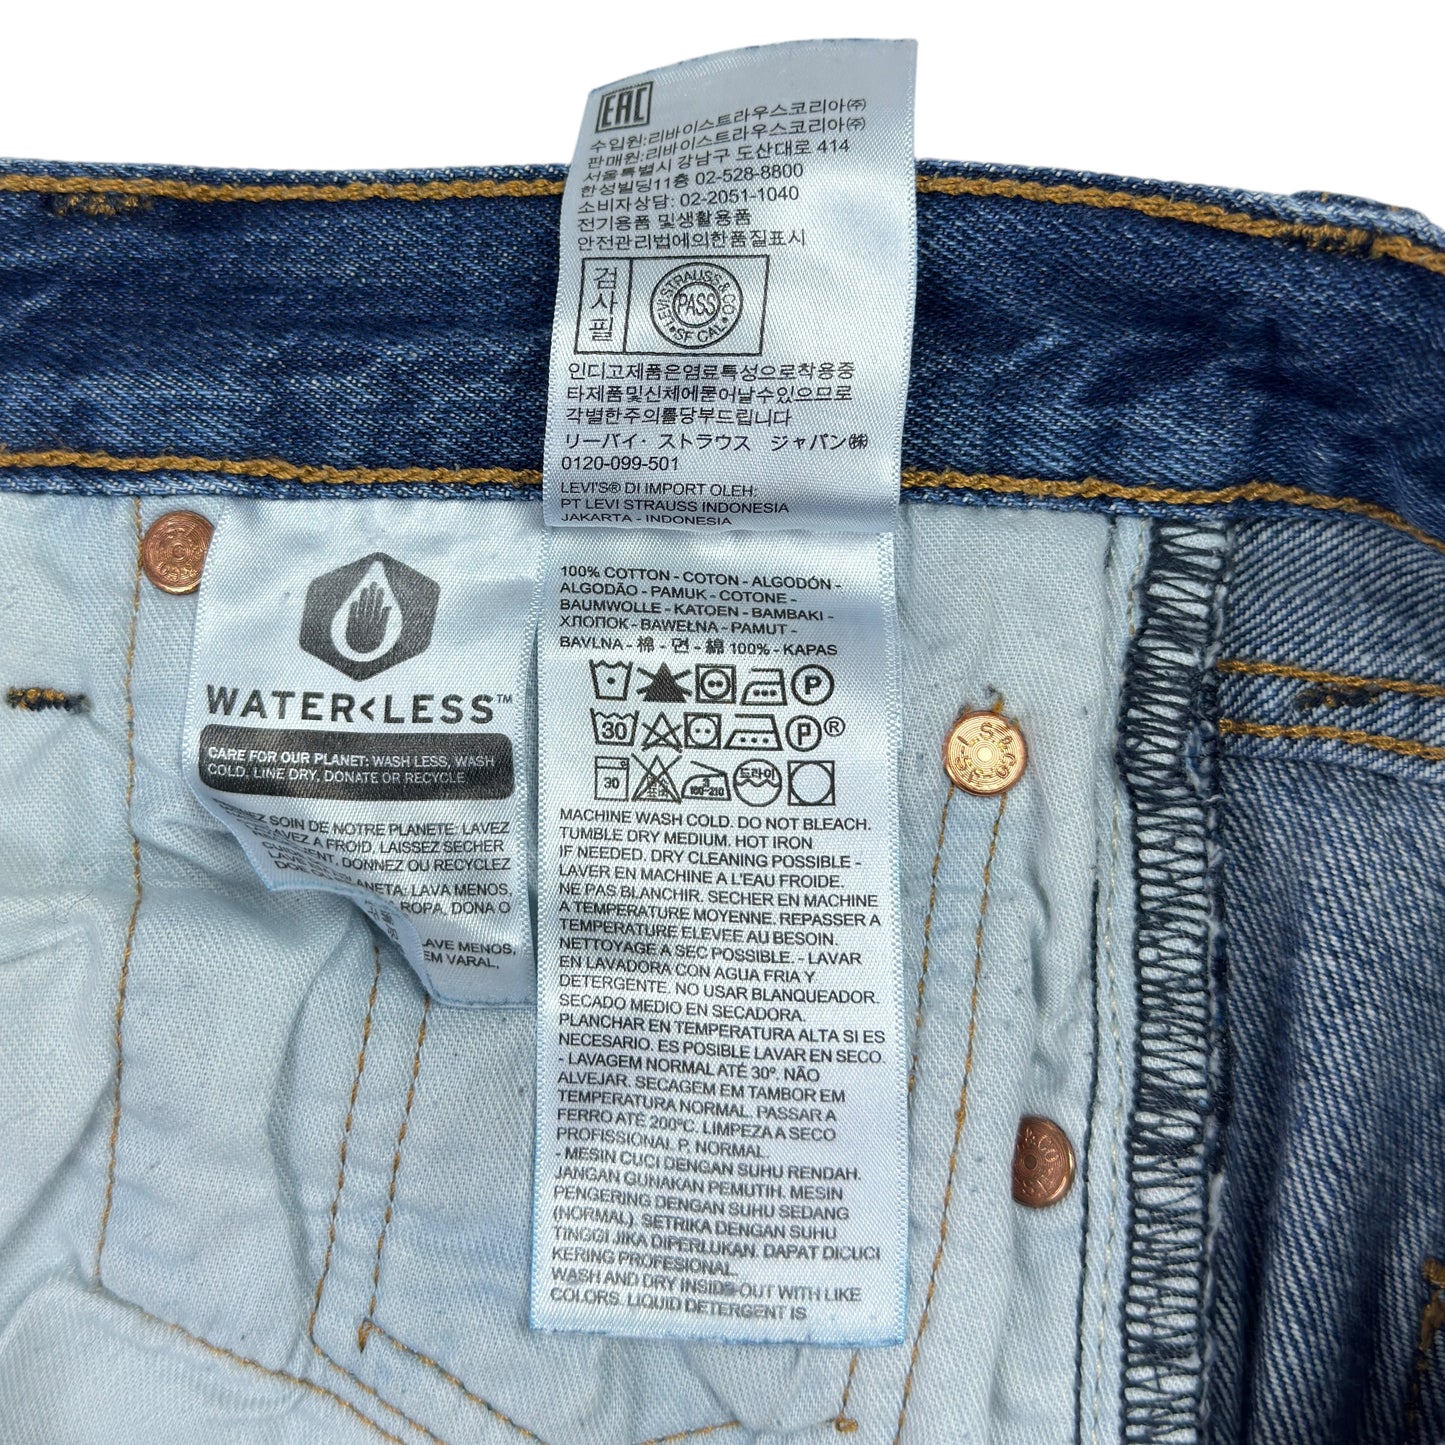 EAC
수입원:리바이스트라우스코리아㈜
판매원:리바이스트라우스코리아㈜
서울특별시 강남구 도산대로 414
한성빌딩11층 02-528-8800
소비자상담: 02-2051-1040
전기용품 및생활용품
안전관리법에의한품질표시
검사필
LEVI STRAUSS & CO.
PASS
SF CAL
인디고제품은염료특성으로착용중
타제품및신체에묻어날수있으므로
각별한주의를당부드립니다
リーバイ・ストラウス ジャパン㈱
0120-099-501
LEVI'S® DI IMPORT OLEH:
PT LEVI STRAUSS INDONESIA
JAKARTA - INDONESIA
100% COTTON - COTON - ALGODÓN -
ALGODÃO - PAMUK - COTONE -
BAUMWOLLE - KATOEN - BAMBAKI -
ХЛОПОК - BAWEŁNA - PAMUT -
BAVLNA - 棉 - 면 - 綿 100% - KAPAS
P
30 P®
30 180-210 드라이
MACHINE WASH COLD. DO NOT BLEACH.
TUMBLE DRY MEDIUM. HOT IRON
IF NEEDED. DRY CLEANING POSSIBLE -
LAVER EN MACHINE A L'EAU FROIDE.
NE PAS BLANCHIR. SECHER EN MACHINE
A TEMPERATURE MOYENNE. REPASSER A
TEMPERATURE ELEVEE AU BESOIN.
NETTOYAGE A SEC POSSIBLE. - LAVAR
EN LAVADORA CON AGUA FRIA Y
DETERGENTE. NO USAR BLANQUEADOR.
SECADO MEDIO EN SECADORA.
PLANCHAR EN TEMPERATURA ALTA SI ES
NECESARIO. ES POSIBLE LAVAR EN SECO.
- LAVAGEM NORMAL ATÉ 30º. NÃO
ALVEJAR. SECAGEM EM TAMBOR EM
TEMPERATURA NORMAL. PASSAR A
FERRO ATÉ 200ºC. LIMPEZA A SECO
PROFISSIONAL P, NORMAL
- MESIN CUCI DENGAN SUHU RENDAH.
JANGAN GUNAKAN PEMUTIH. MESIN
PENGERING DENGAN SUHU SEDANG
(NORMAL). SETRIKA DENGAN SUHU
TINGGI JIKA DIPERLUKAN. DAPAT DICUCI
KERING PROFESIONAL
WASH AND DRY INSIDE-OUT WITH LIKE
COLORS. LIQUID DETERGENT IS
WATER<LESS™
CARE FOR OUR PLANET: WASH LESS, WASH
COLD, LINE DRY, DONATE OR RECYCLE
SOIN DE NOTRE PLANETE: LAVEZ
A FROID, LAISSEZ SECHER
DONNEZ OU RECYCLEZ
LAVA MENOS,
ROPA, DONA O
LAVE MENOS,
EM VARAL,
L.S.& CO.-S.F.-